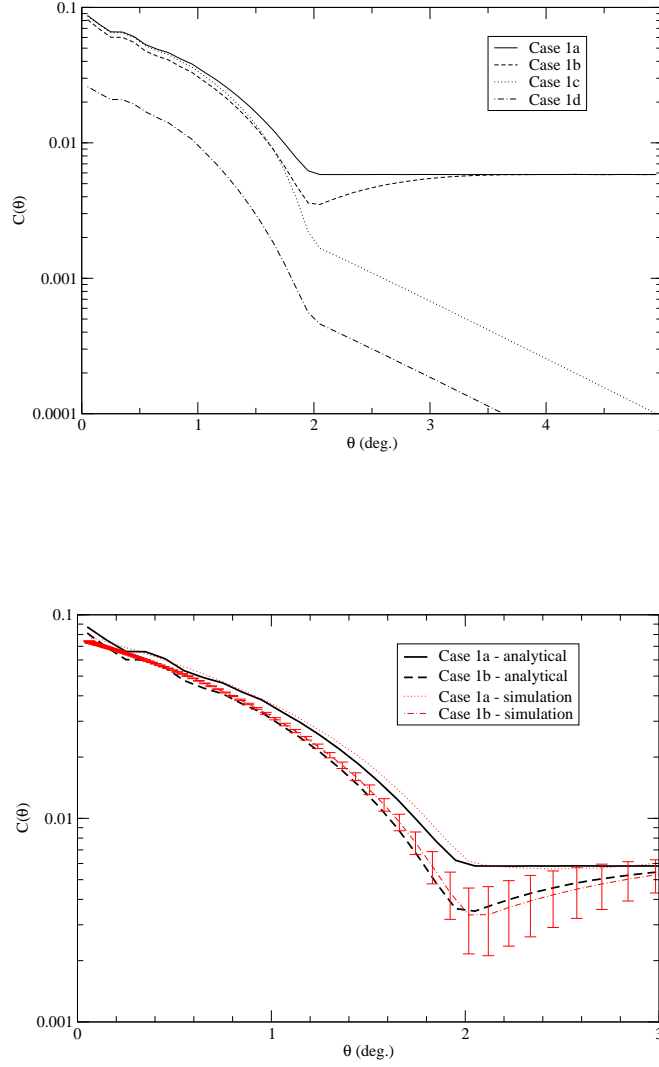 0.1
Case 1a
Case 1b
Case 1c
Case 1d
0.01
C(θ)
0.001
0.0001
0 1 2 3 4
θ (deg.)
0.1
Case 1a - analytical
Case 1b - analytical
Case 1a - simulation
Case 1b - simulation
C(θ)
0.01
0.001
0 1 2 3
θ (deg.)